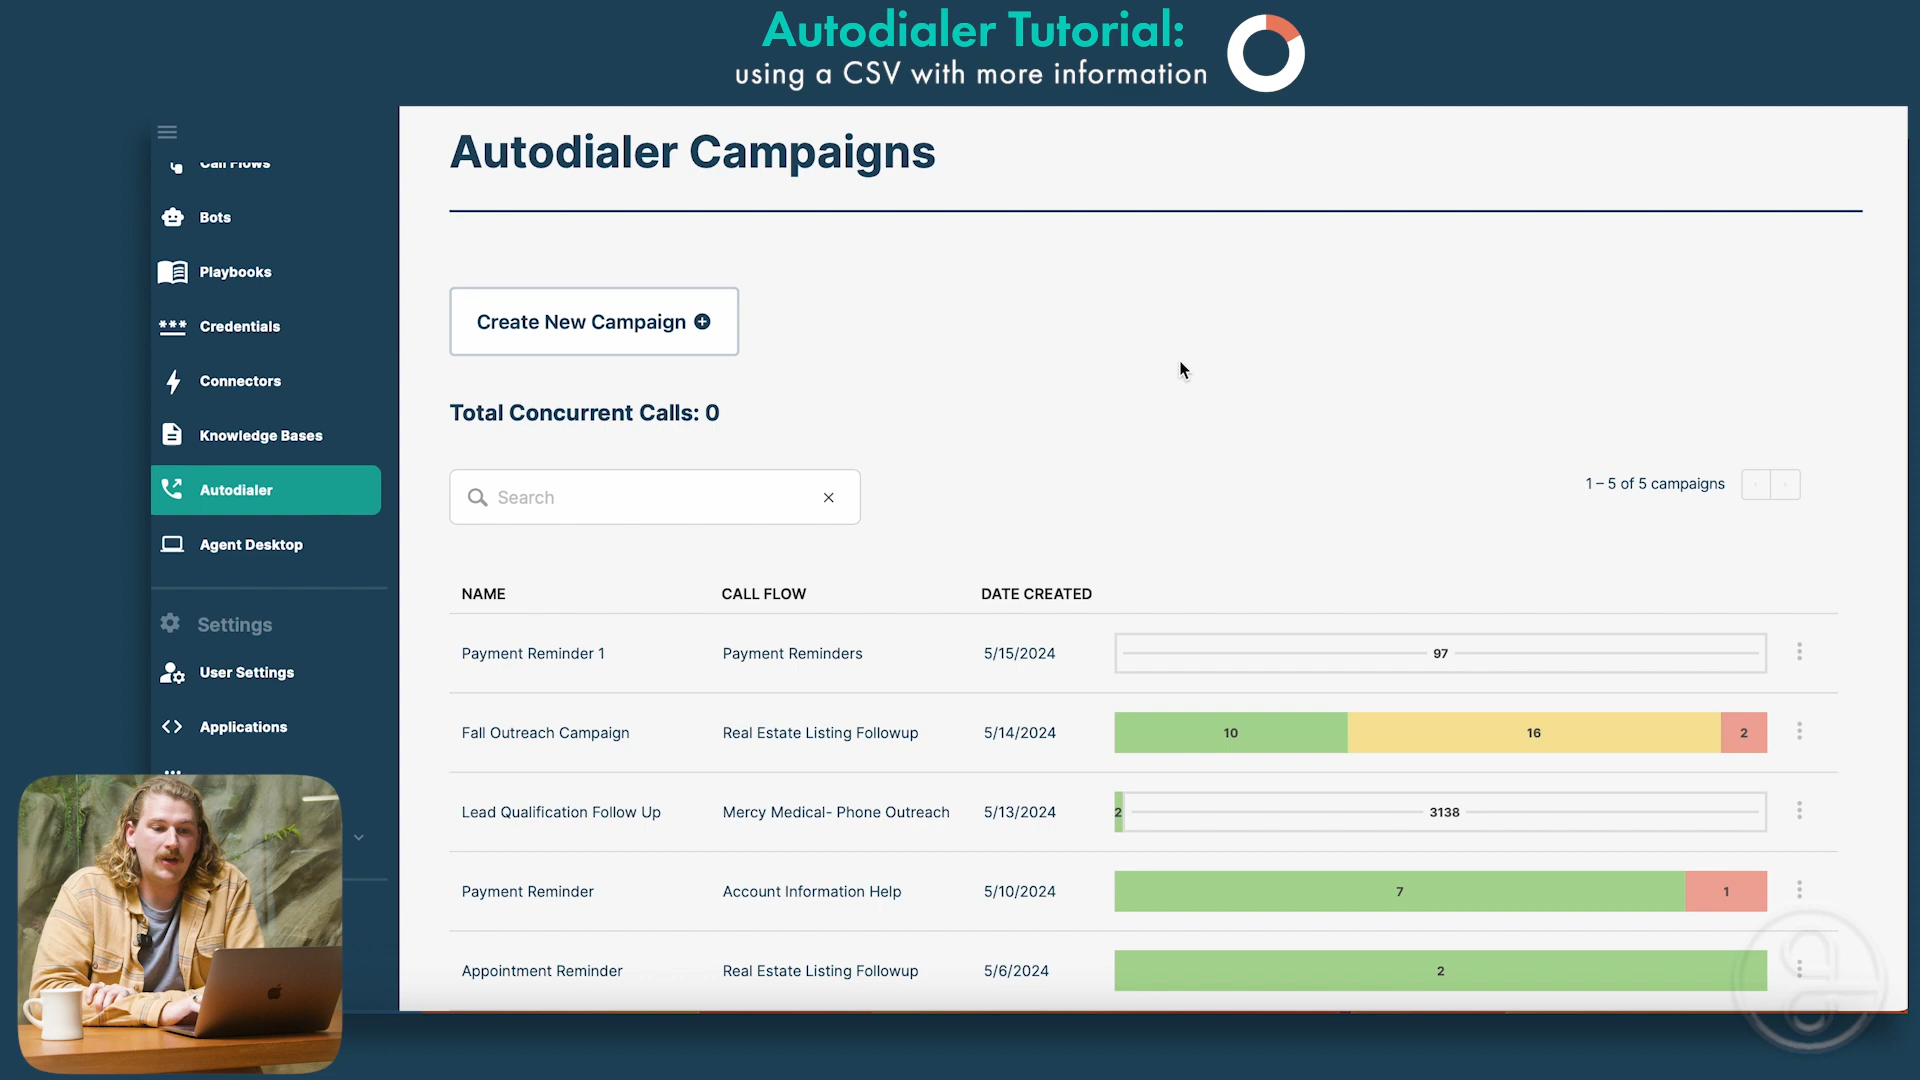 Autodialer Tutorial:
using a CSV with more information
Call Flows
Bots
Playbooks
Credentials
Connectors
Knowledge Bases
Autodialer
Agent Desktop
Settings
User Settings
Applications
Autodialer Campaigns
Create New Campaign
Total Concurrent Calls: 0
Search
1 – 5 of 5 campaigns
NAME CALL FLOW DATE CREATED
Payment Reminder 1 Payment Reminders 5/15/2024 97
Fall Outreach Campaign Real Estate Listing Followup 5/14/2024 10 16 2
Lead Qualification Follow Up Mercy Medical- Phone Outreach 5/13/2024 2 3138
Payment Reminder Account Information Help 5/10/2024 7 1
Appointment Reminder Real Estate Listing Followup 5/6/2024 2